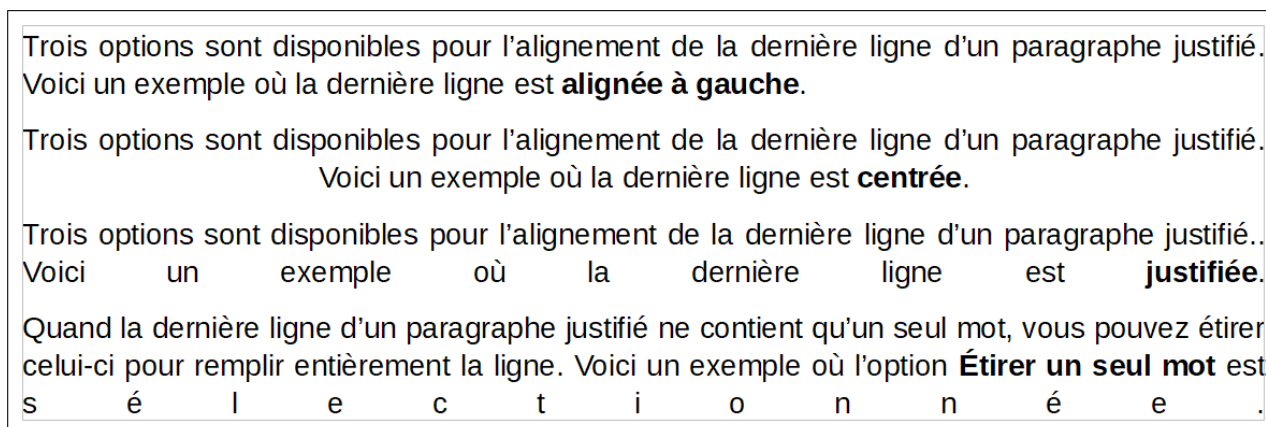 Trois options sont disponibles pour l’alignement de la dernière ligne d’un paragraphe justifié.
Voici un exemple où la dernière ligne est alignée à gauche.
Trois options sont disponibles pour l’alignement de la dernière ligne d’un paragraphe justifié.
Voici un exemple où la dernière ligne est centrée.
Trois options sont disponibles pour l’alignement de la dernière ligne d’un paragraphe justifié..
Voici un exemple où la dernière ligne est justifiée.
Quand la dernière ligne d’un paragraphe justifié ne contient qu’un seul mot, vous pouvez étirer
celui-ci pour remplir entièrement la ligne. Voici un exemple où l’option Étirer un seul mot est
s é l e c t i o n n é e .